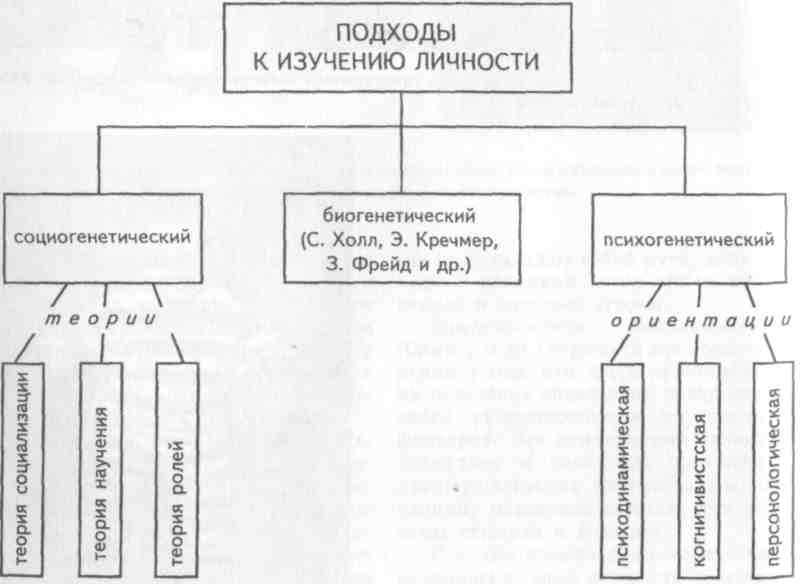 ПОДХОДЫ
К ИЗУЧЕНИЮ ЛИЧНОСТИ
социогенетический
биогенетический
(С. Холл, Э. Кречмер,
З. Фрейд и др.)
психогенетический
теории
ориентации
теория социализации
теория научения
теория ролей
психодинамическая
когнитивистская
персонологическая